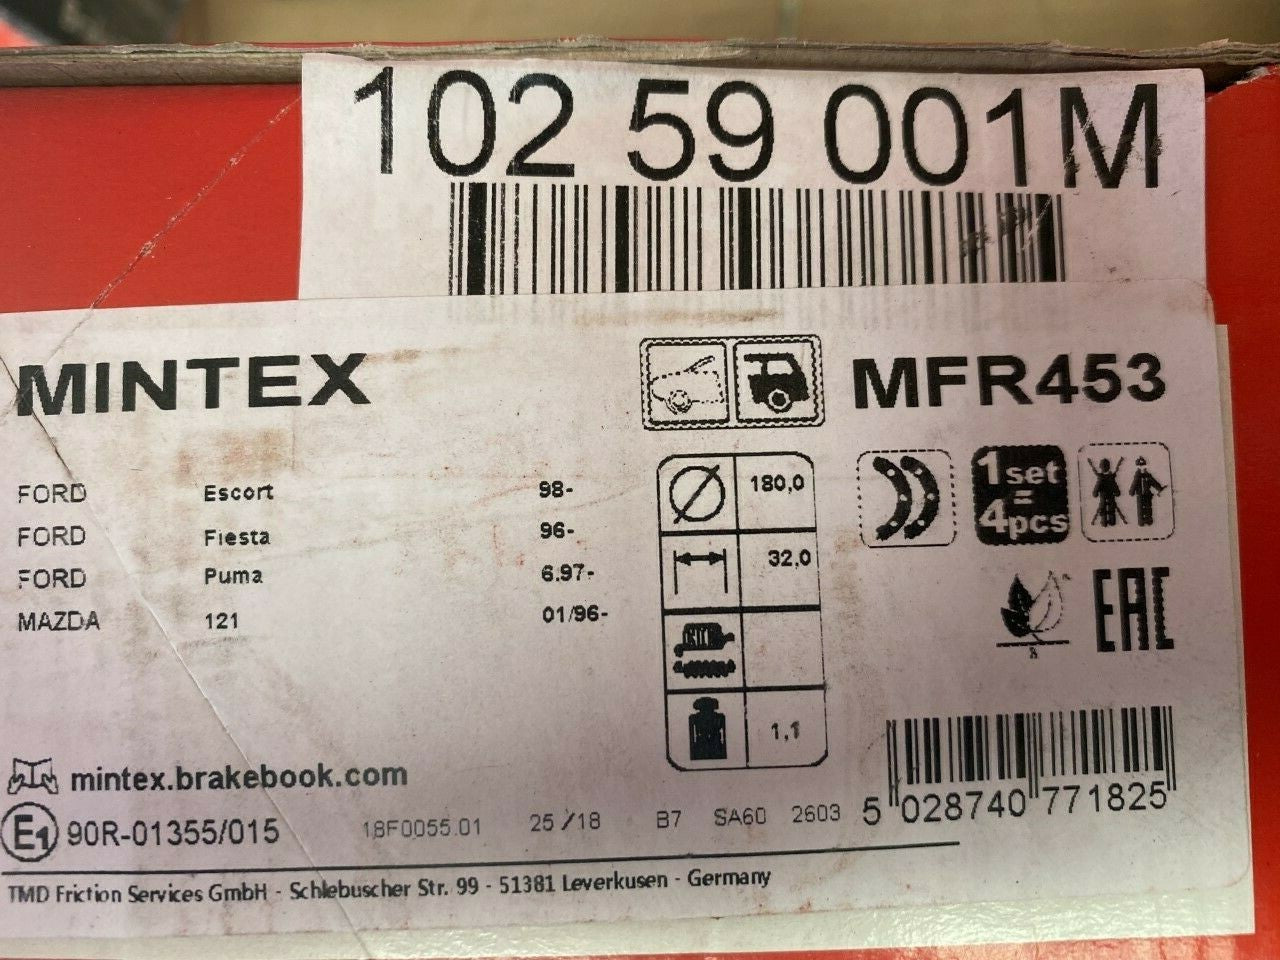 102 59 001M
MINTEX
MFR453
FORD Escort 98-
FORD Fiesta 96-
FORD Puma 6.97-
MAZDA 121 01/96-
180,0
32,0
1,1
1set
=
4pcs
EAC
mintex.brakebook.com
E1 90R-01355/015
18F0055.01 25/18 B7 SA60 2603
5 028740 771825
TMD Friction Services GmbH - Schlebuscher Str. 99 - 51381 Leverkusen - Germany